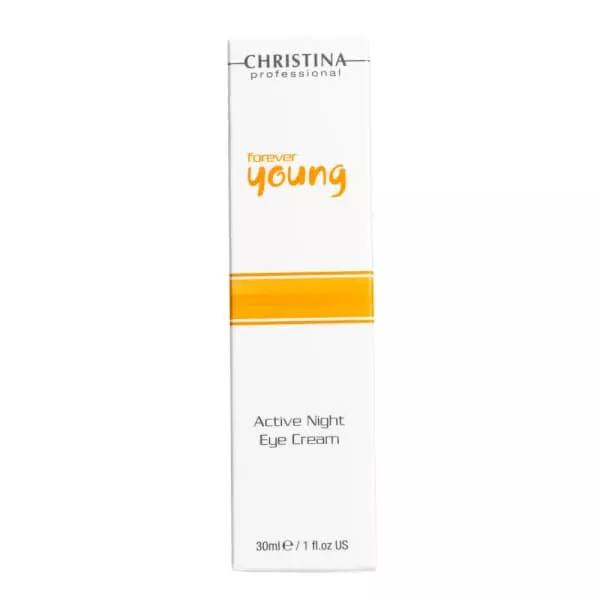 CHRISTINA
professional
forever
young
Active Night
Eye Cream
30ml ℮ / 1 fl.oz US